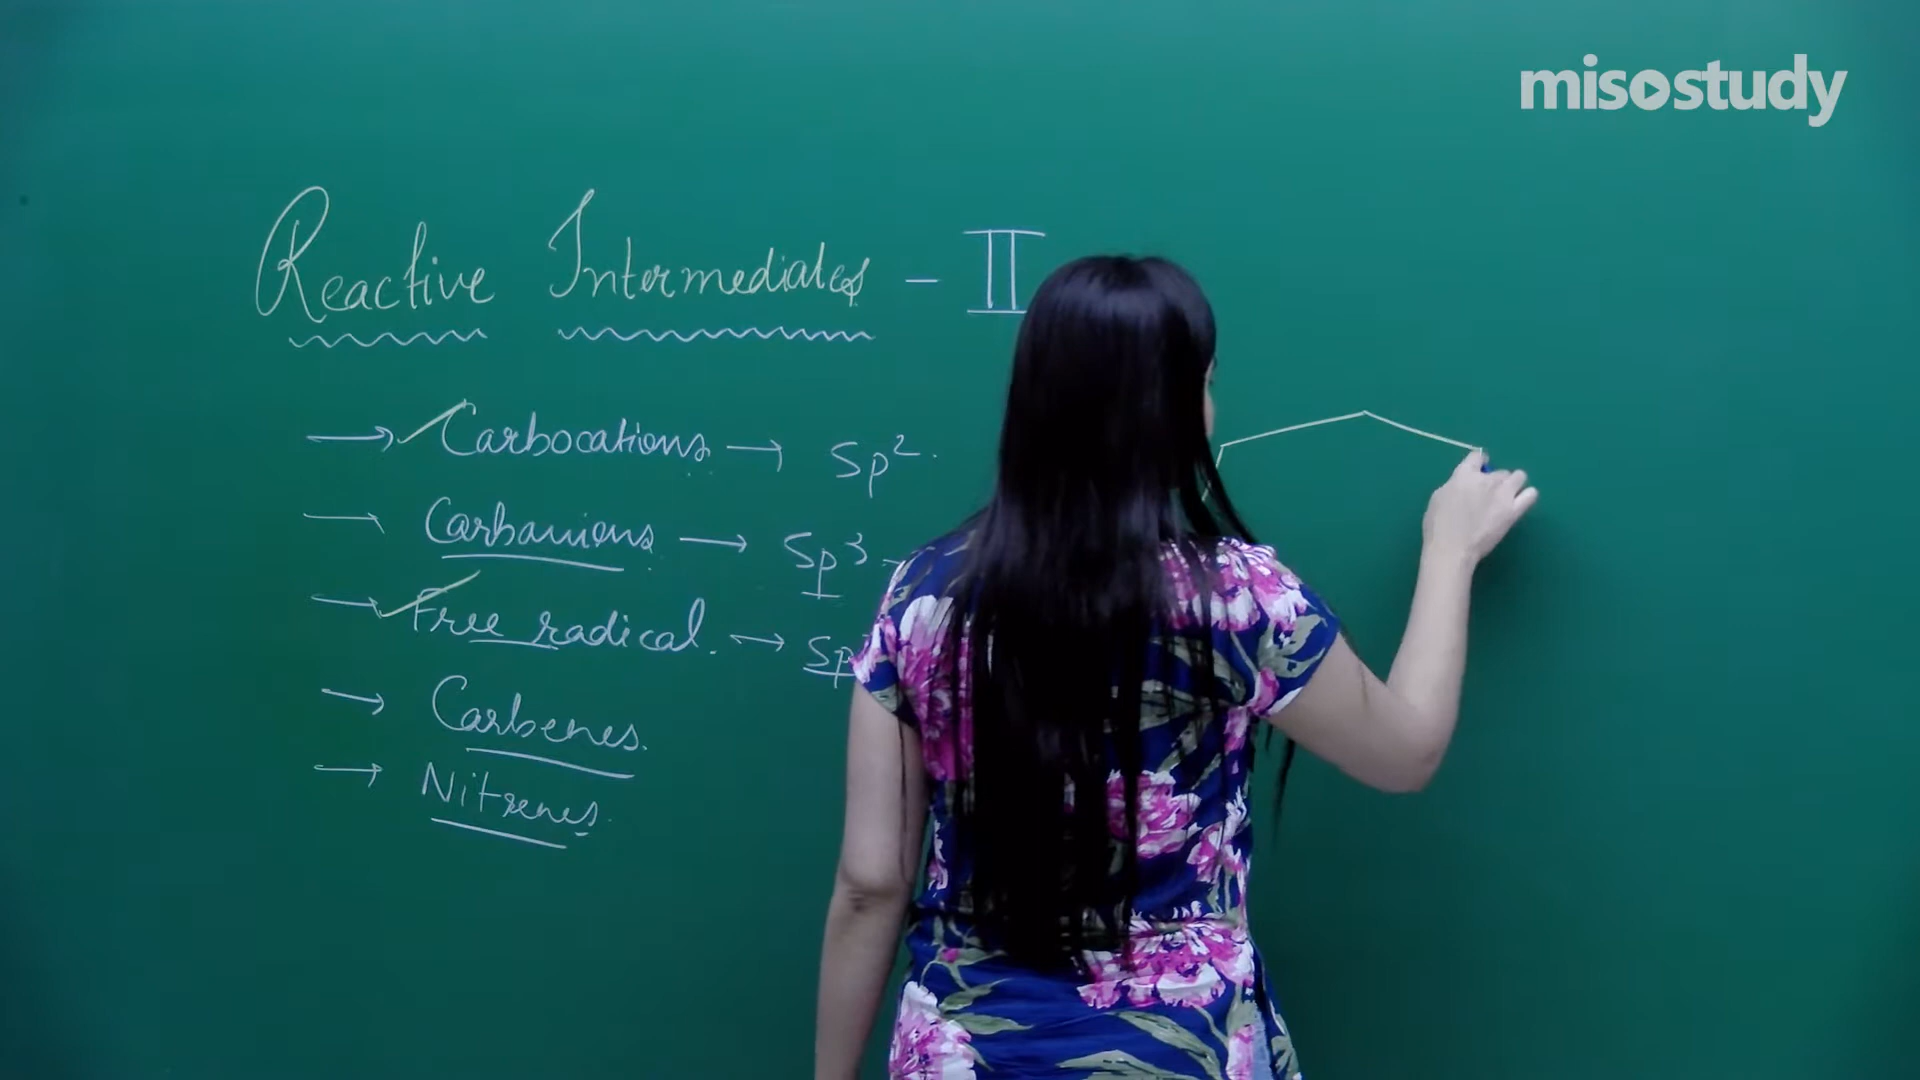 misostudy
Reactive Intermediates - II
→ ✓ Carbocations → Sp².
→ Carbanions → Sp³ -
→ ✓ Free radical. → Sp
→ Carbenes.
→ Nitrenes.